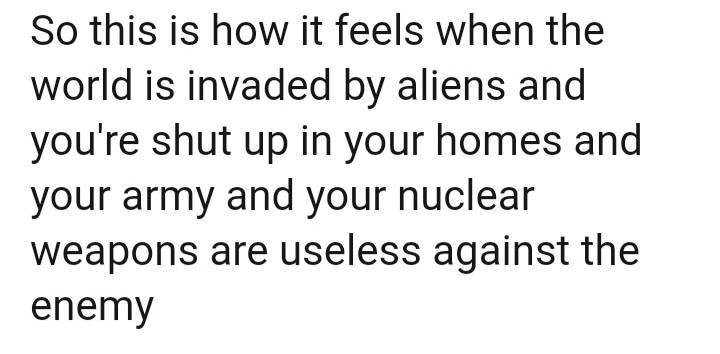 So this is how it feels when the
world is invaded by aliens and
you're shut up in your homes and
your army and your nuclear
weapons are useless against the
enemy